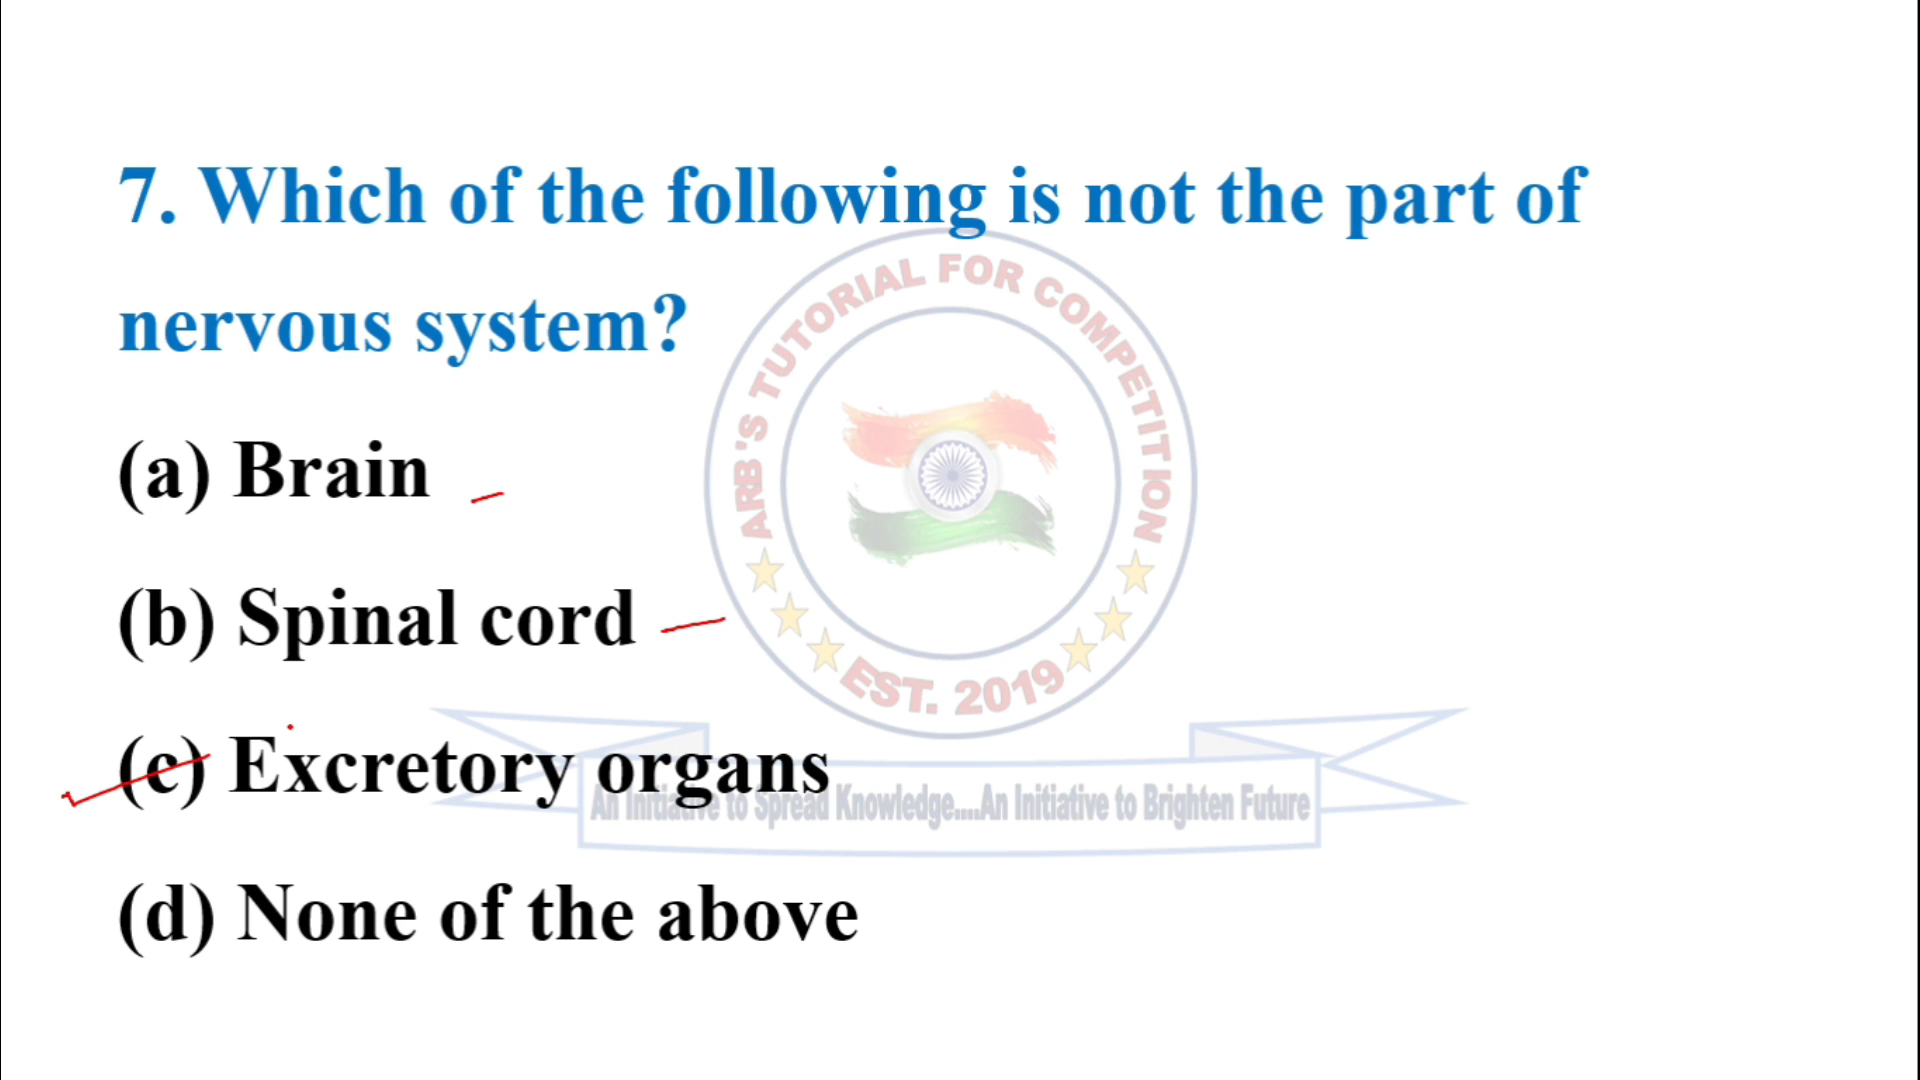 7. Which of the following is not the part of
nervous system?
(a) Brain
(b) Spinal cord
(c) Excretory organs
(d) None of the above
ARB'S TUTORIAL FOR COMPETITION
EST. 2019
An Initiative to Spread Knowledge....An Initiative to Brighten Future